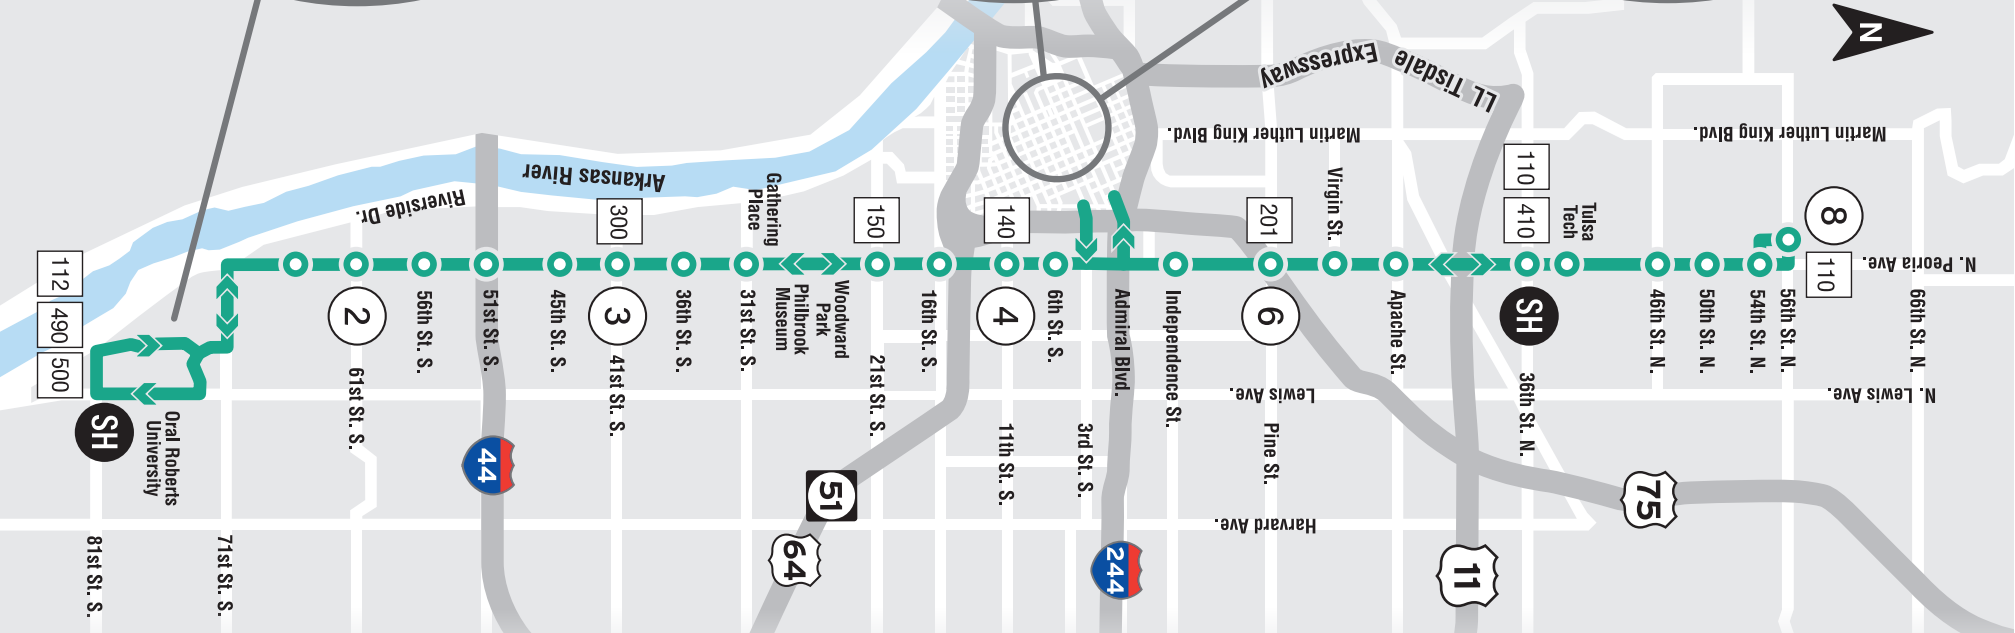 N
LL Tisdale Expressway
Martin Luther King Blvd.
Martin Luther King Blvd.
Arkansas River
Riverside Dr.
Gathering
Place
Virgin St.
Tulsa
Tech
110
410
8
110
N. Peoria Ave.
300
150
140
201
112
490
500
2
56th St. S.
51st St. S.
45th St. S.
3
36th St. S.
31st St. S.
Woodward
Park
Philbrook
Museum
16th St. S.
4
6th St. S.
Admiral Blvd.
Independence St.
6
Apache St.
SH
46th St. N.
50th St. N.
54th St. N.
56th St. N.
66th St. N.
61st St. S.
41st St. S.
21st St. S.
Lewis Ave.
36th St. N.
N. Lewis Ave.
SH
Oral Roberts
University
44
11th St. S.
3rd St. S.
Pine St.
51
64
75
Harvard Ave.
244
11
81st St. S.
71st St. S.